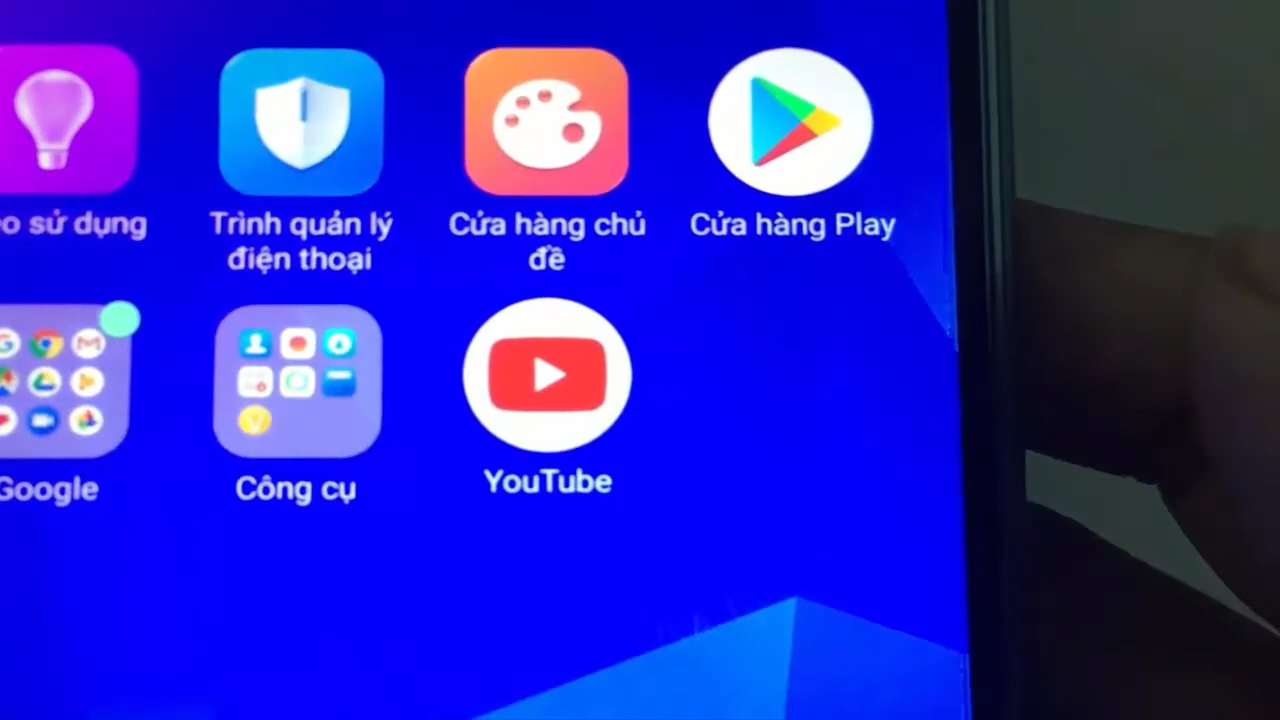 sử dụng
Trình quản lý
điện thoại
Cửa hàng chủ
đề
Cửa hàng Play
Google
Công cụ
YouTube